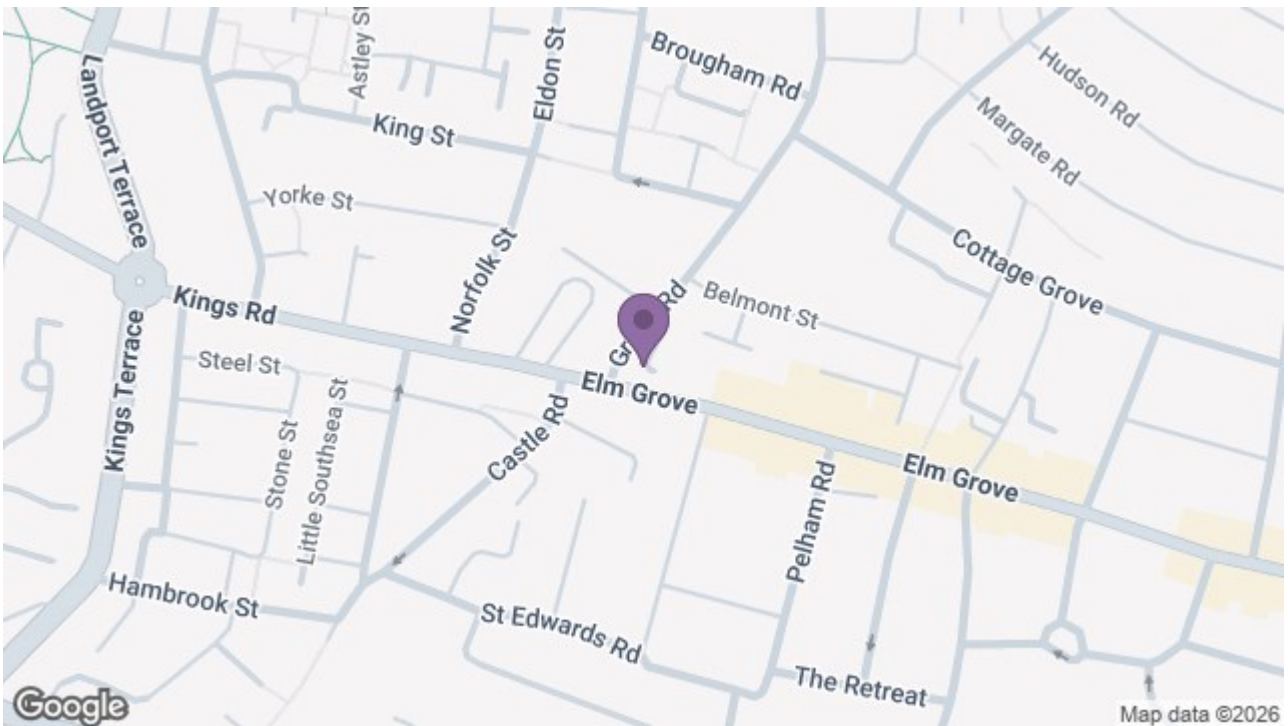 Astley St
Eldon St
Brougham Rd
Hudson Rd
Landport Terrace
King St
Margate Rd
Yorke St
Norfolk St
Cottage Grove
Kings Rd
Rd
Belmont St
Steel St
Elm Grove
Kings Terrace
Stone St
Little Southsea St
Castle Rd
Elm Grove
Pelham Rd
Hambrook St
St Edwards Rd
The Retreat
Google
Map data ©2026